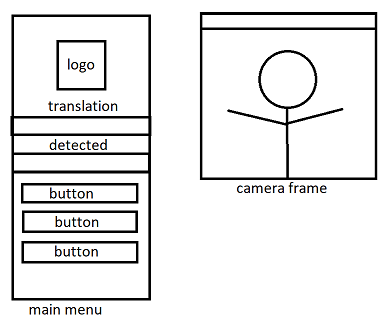 logo
translation
detected
button
button
button
main menu
camera frame